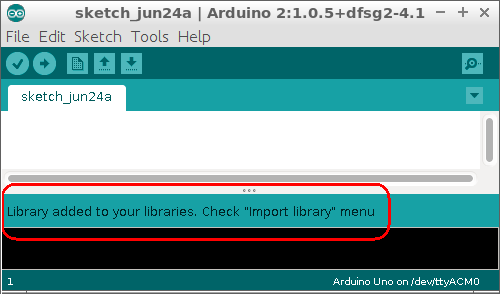 sketch_jun24a | Arduino 2:1.0.5+dfsg2-4.1
File Edit Sketch Tools Help
sketch_jun24a
Library added to your libraries. Check "Import library" menu
1 Arduino Uno on /dev/ttyACM0